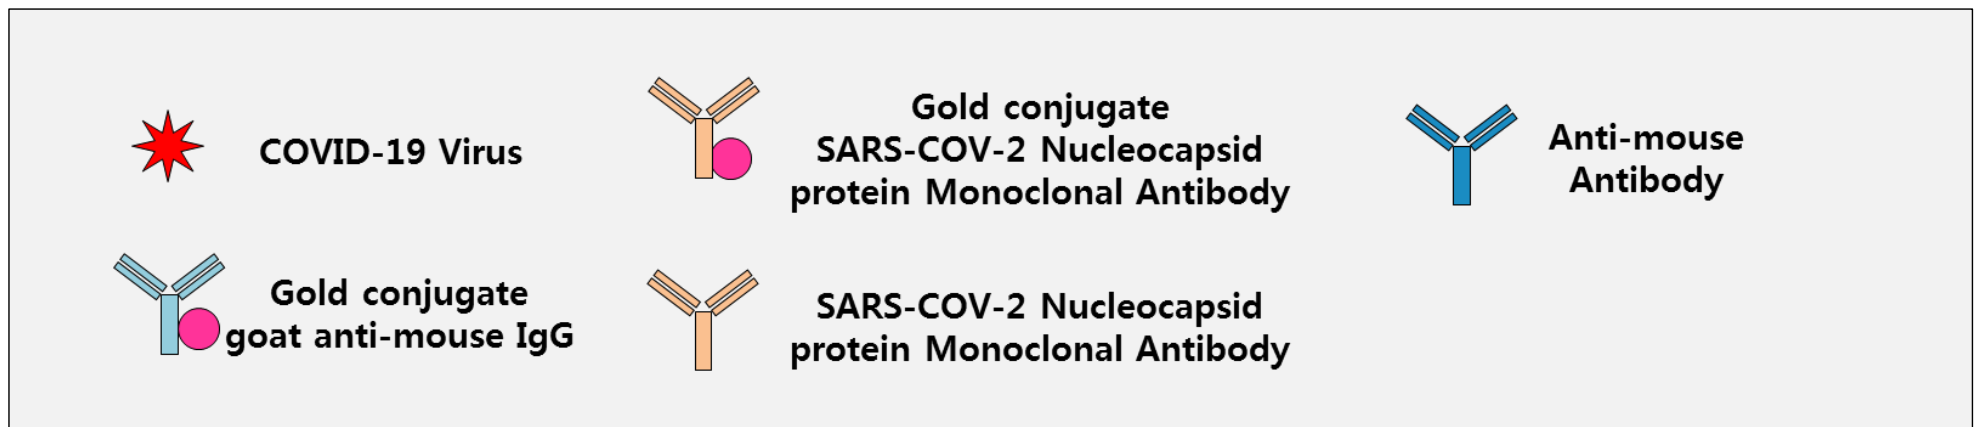 COVID-19 Virus
Gold conjugate
SARS-COV-2 Nucleocapsid
protein Monoclonal Antibody
Anti-mouse
Antibody
Gold conjugate
goat anti-mouse IgG
SARS-COV-2 Nucleocapsid
protein Monoclonal Antibody